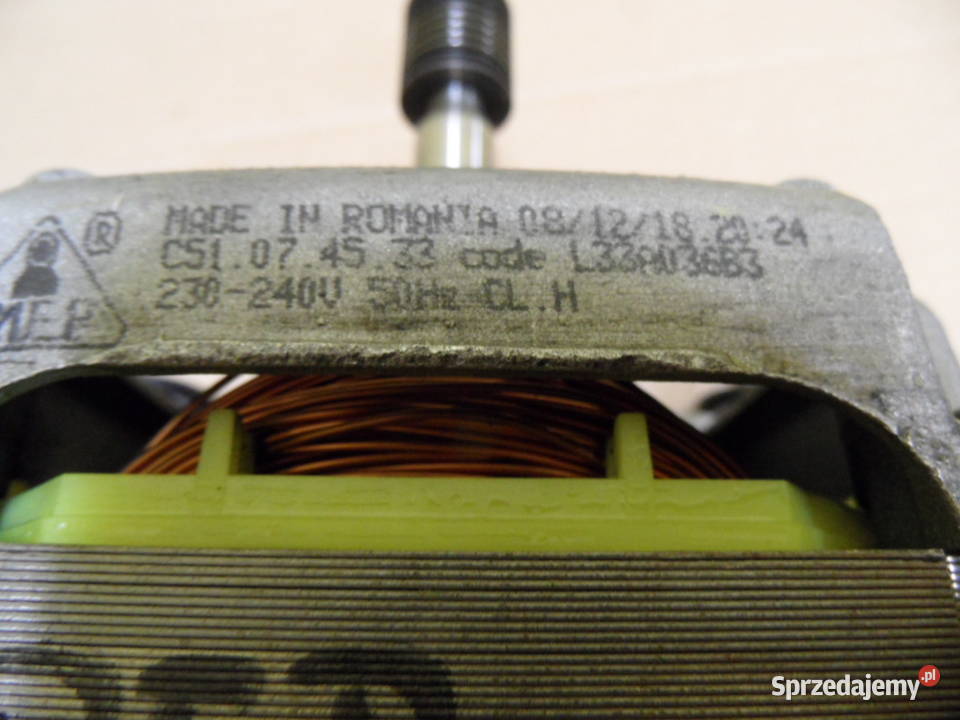 ®
MADE IN ROMANIA 08/12/18.20:24
CS1.07.45 33 code L33A036B3
230-240V 50Hz CL.H
Sprzedajemy.pl